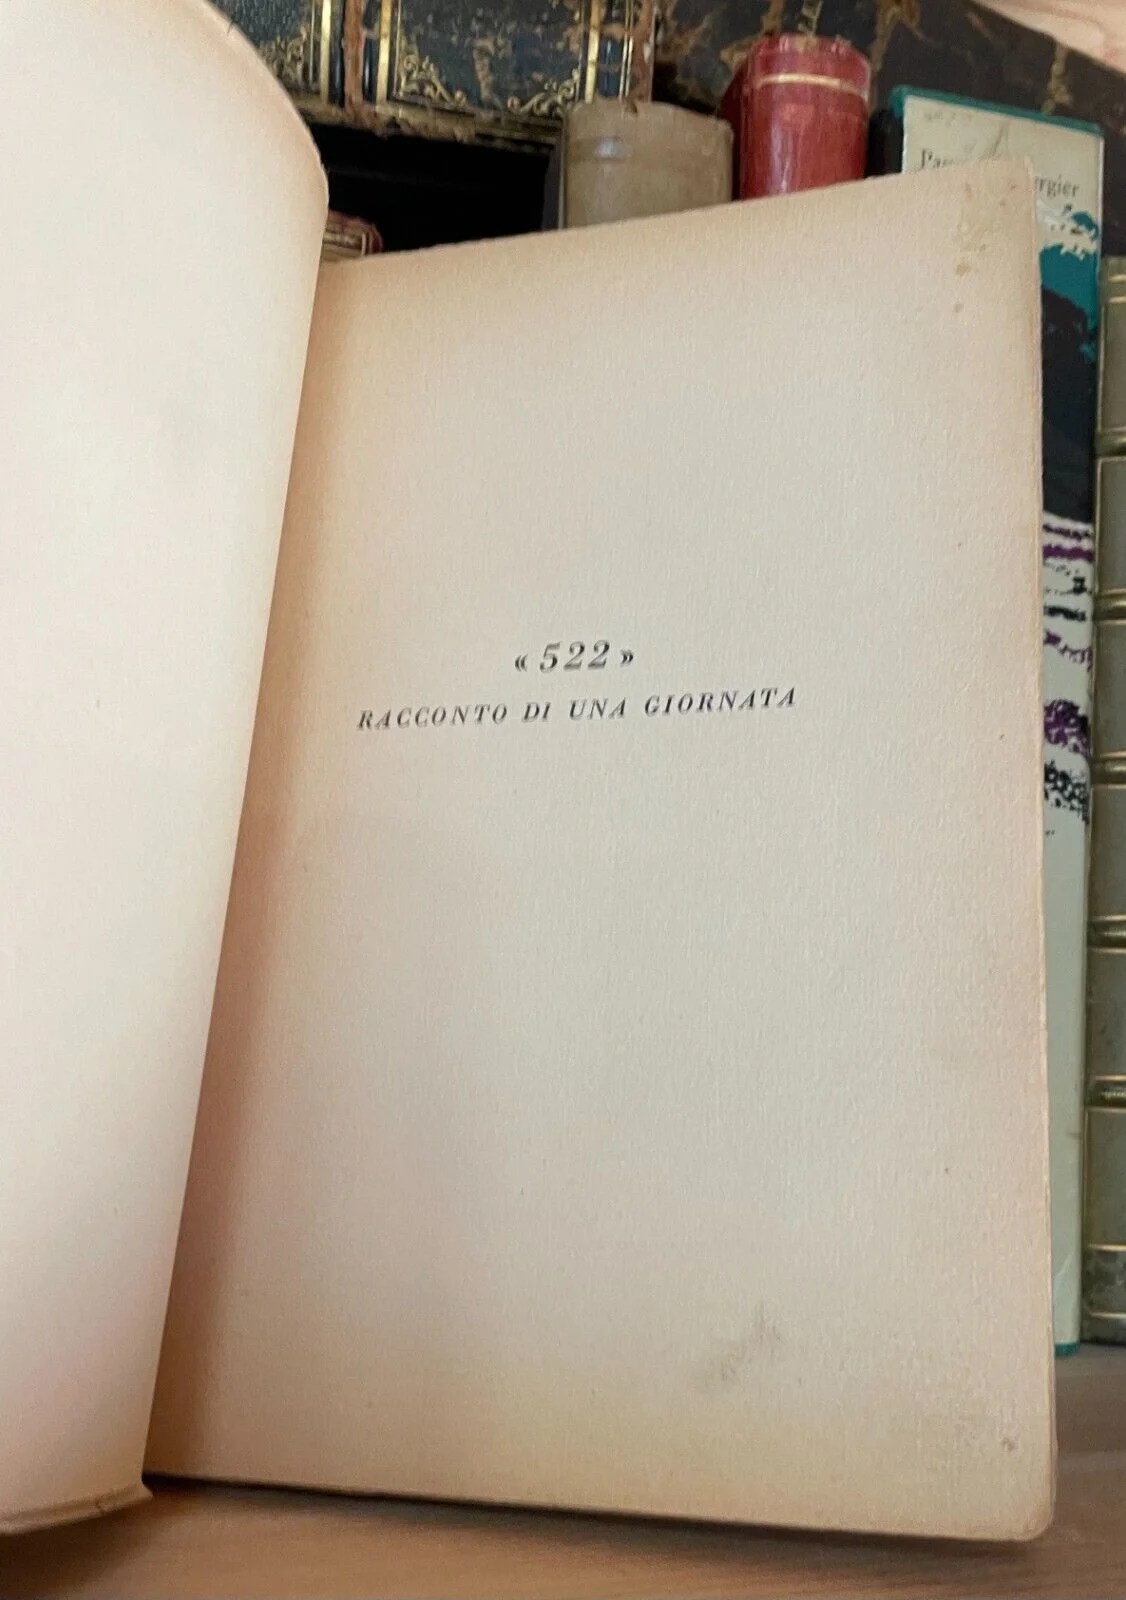 « 522 »
RACCONTO DI UNA GIORNATA